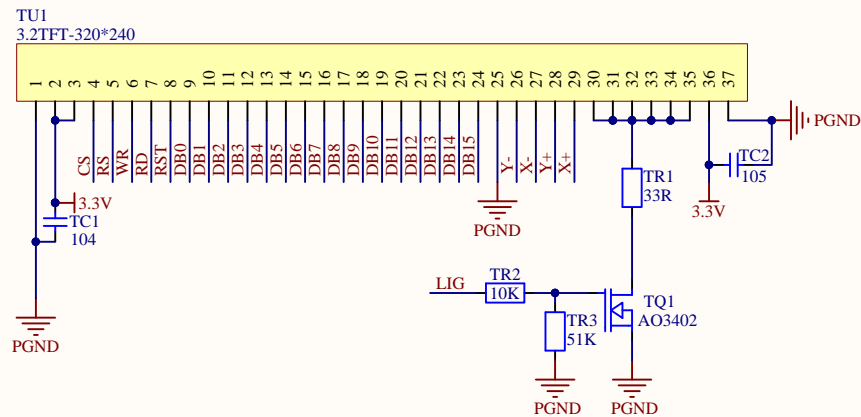 TU1
3.2TFT-320*240
1 2 3 4 5 6 7 8 9 10 11 12 13 14 15 16 17 18 19 20 21 22 23 24 25 26 27 28 29 30 31 32 33 34 35 36 37
CS
RS
WR
RD
RST
DB0
DB1
DB2
DB3
DB4
DB5
DB6
DB7
DB8
DB9
DB10
DB11
DB12
DB13
DB14
DB15
Y-
X-
Y+
X+
PGND
TC2
105
3.3V
TR1
33R
3.3V
TC1
104
PGND
LIG
TR2
10K
TR3
51K
TQ1
AO3402
PGND
PGND
PGND